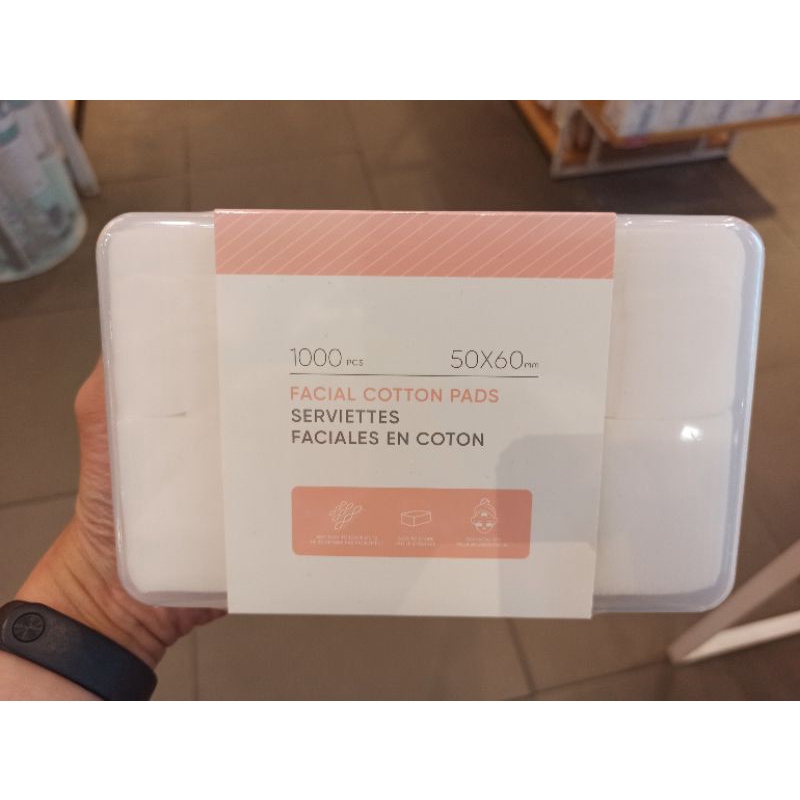 1000 PCS 50X60mm
FACIAL COTTON PADS
SERVIETTES
FACIALES EN COTON